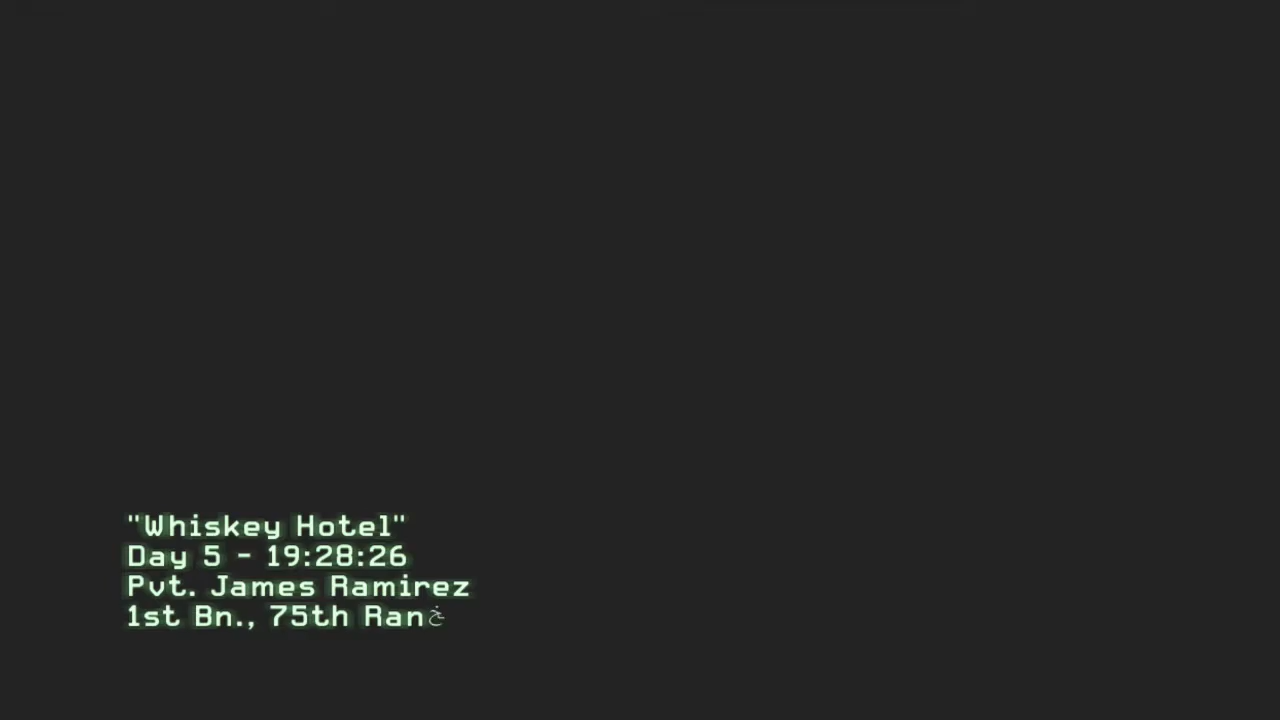 "Whiskey Hotel"
Day 5 - 19:28:26
Pvt. James Ramirez
1st Bn., 75th Ran